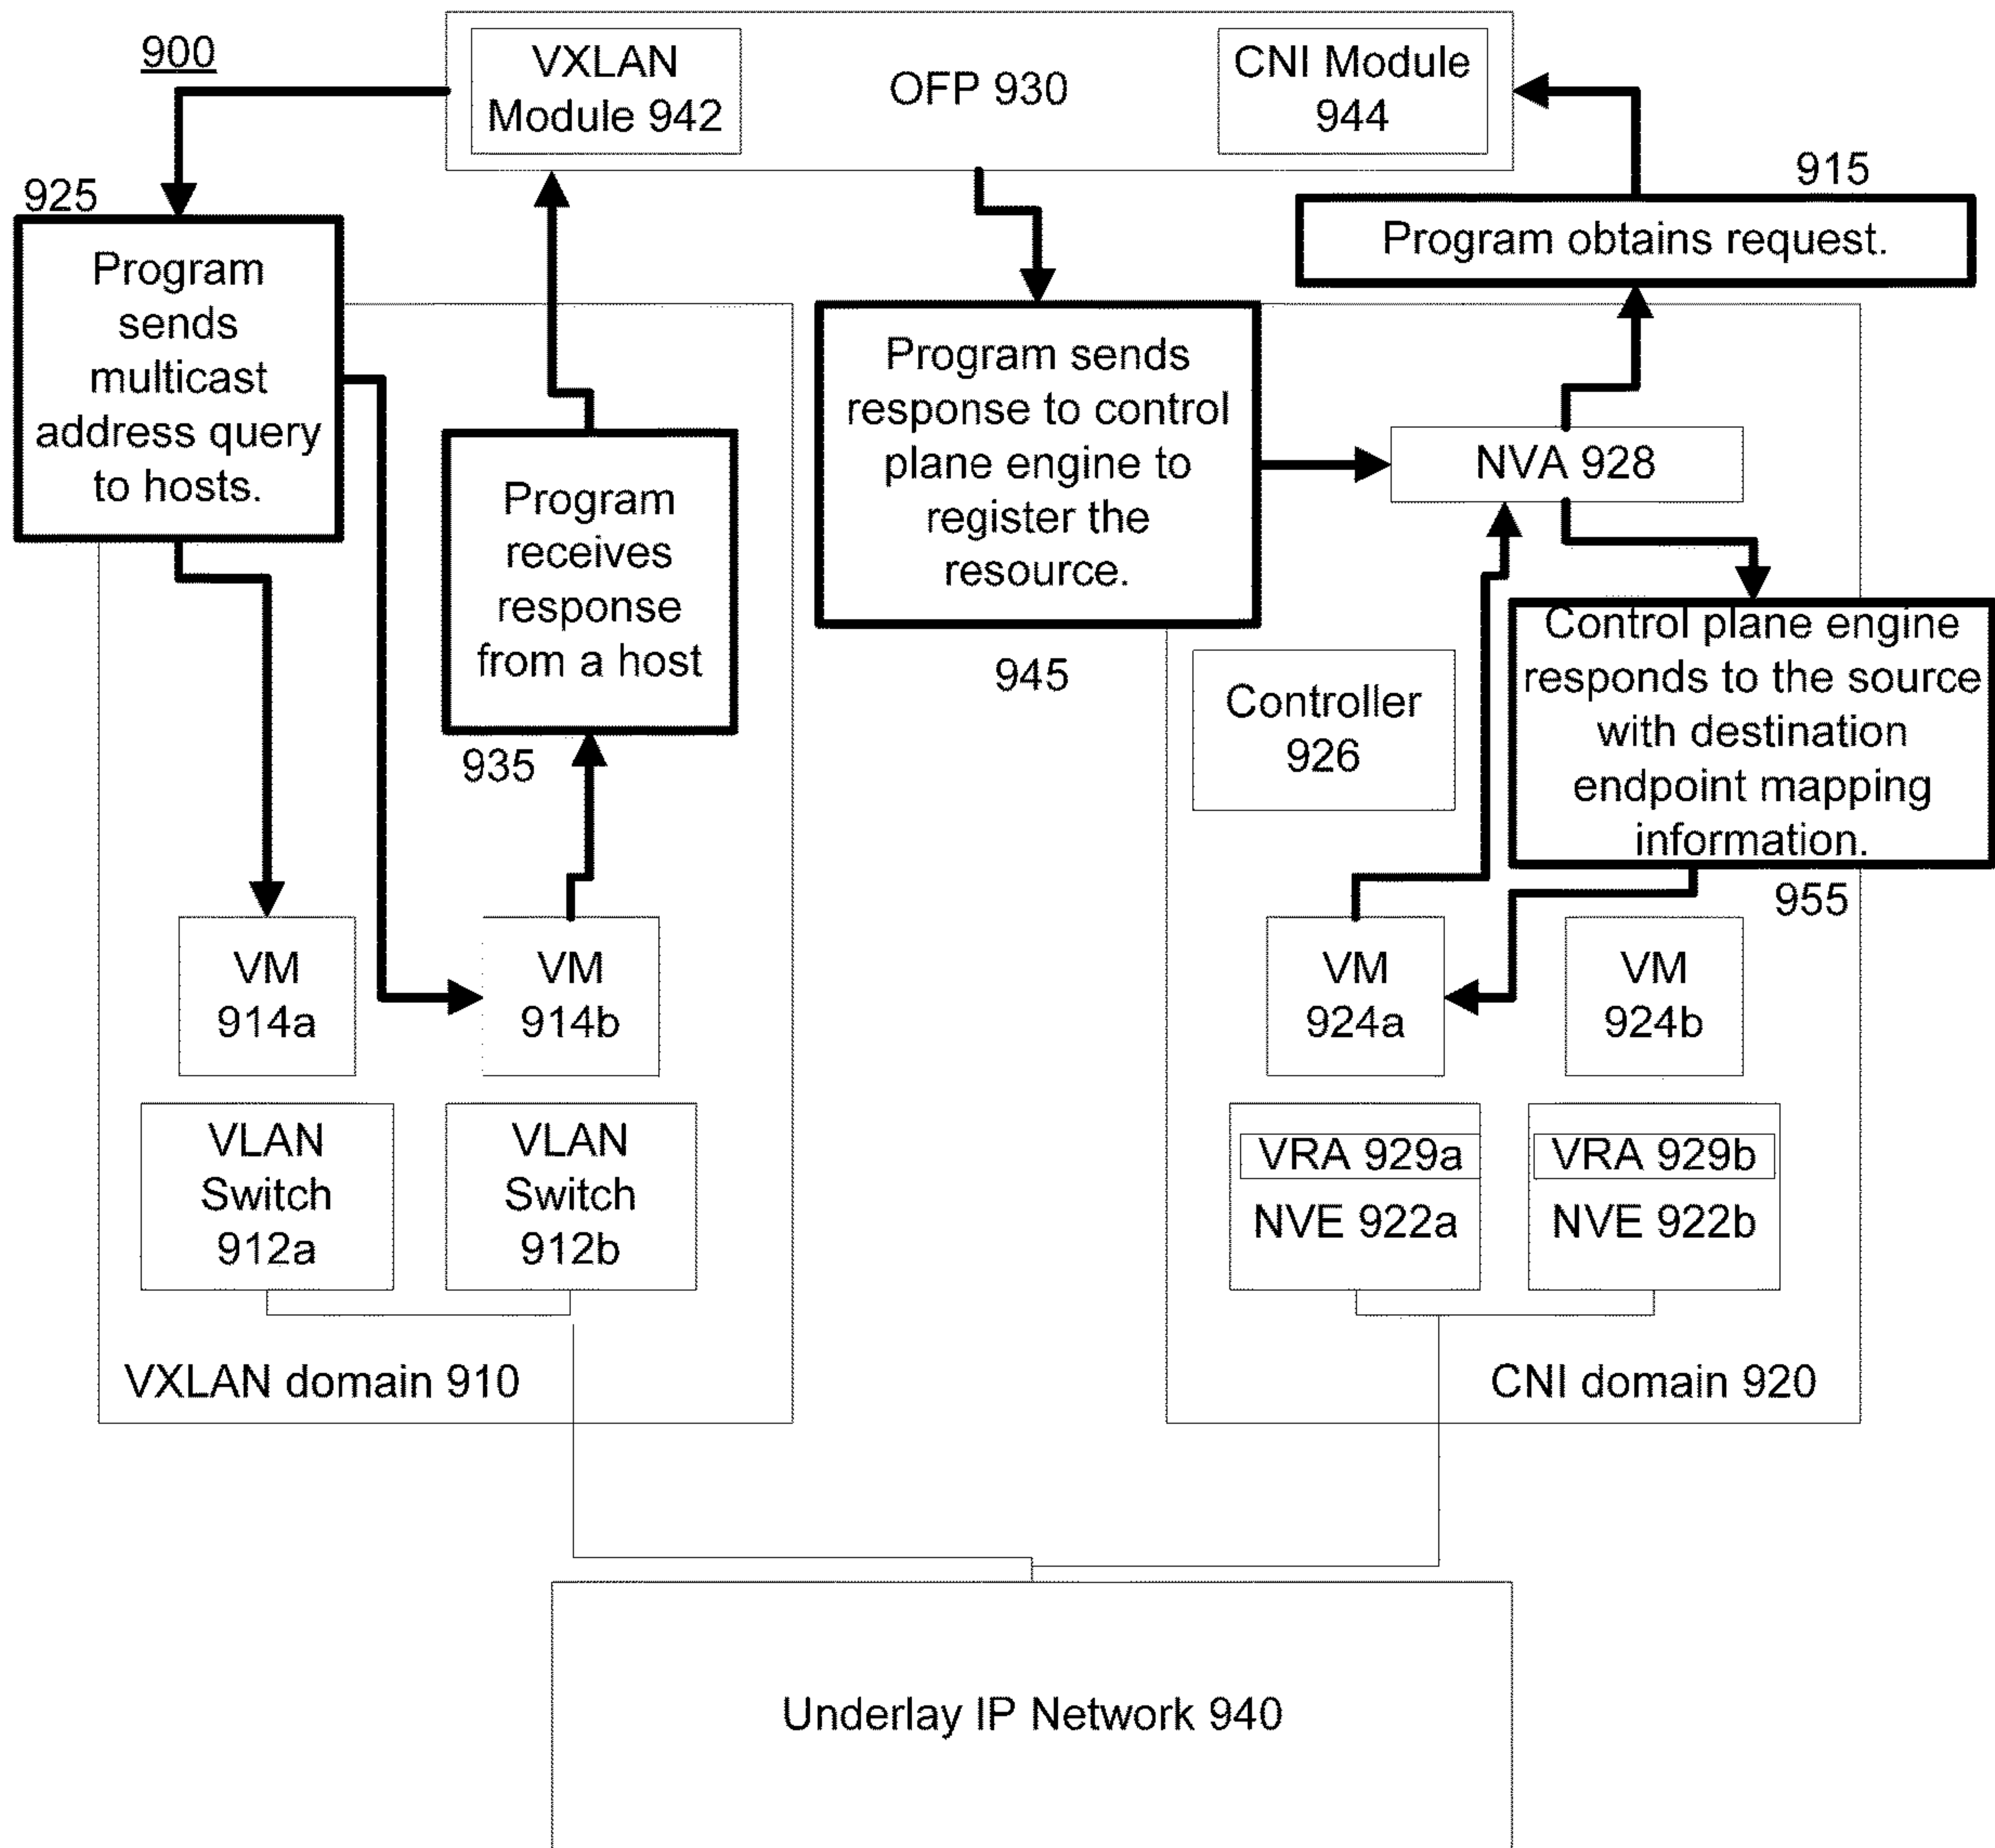 900
VXLAN
Module 942
OFP 930
CNI Module
944
925
915
Program
sends
multicast
address query
to hosts.
Program obtains request.
Program sends
response to control
plane engine to
register the
resource.
NVA 928
Program
receives
response
from a host
935
945
Controller
926
Control plane engine
responds to the source
with destination
endpoint mapping
information.
955
VM
914a
VM
914b
VM
924a
VM
924b
VLAN
Switch
912a
VLAN
Switch
912b
VRA 929a
NVE 922a
VRA 929b
NVE 922b
VXLAN domain 910
CNI domain 920
Underlay IP Network 940